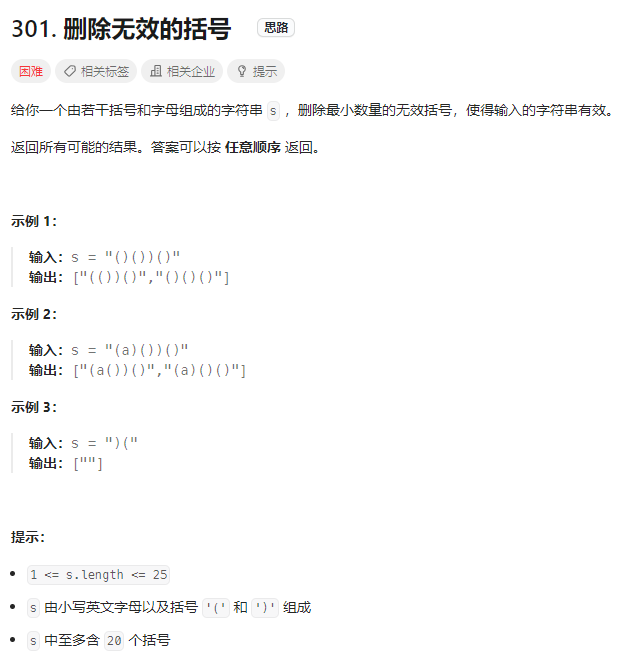 301. 删除无效的括号 思路
困难 相关标签 相关企业 提示
给你一个由若干括号和字母组成的字符串 s ，删除最小数量的无效括号，使得输入的字符串有效。
返回所有可能的结果。答案可以按 任意顺序 返回。
示例 1：
输入：s = "()())()"
输出：["(())()","()()()"]
示例 2：
输入：s = "(a)())()"
输出：["(a())()","(a)()()"]
示例 3：
输入：s = ")("
输出：[""]
提示：
1 <= s.length <= 25
s 由小写英文字母以及括号 '(' 和 ')' 组成
s 中至多含 20 个括号